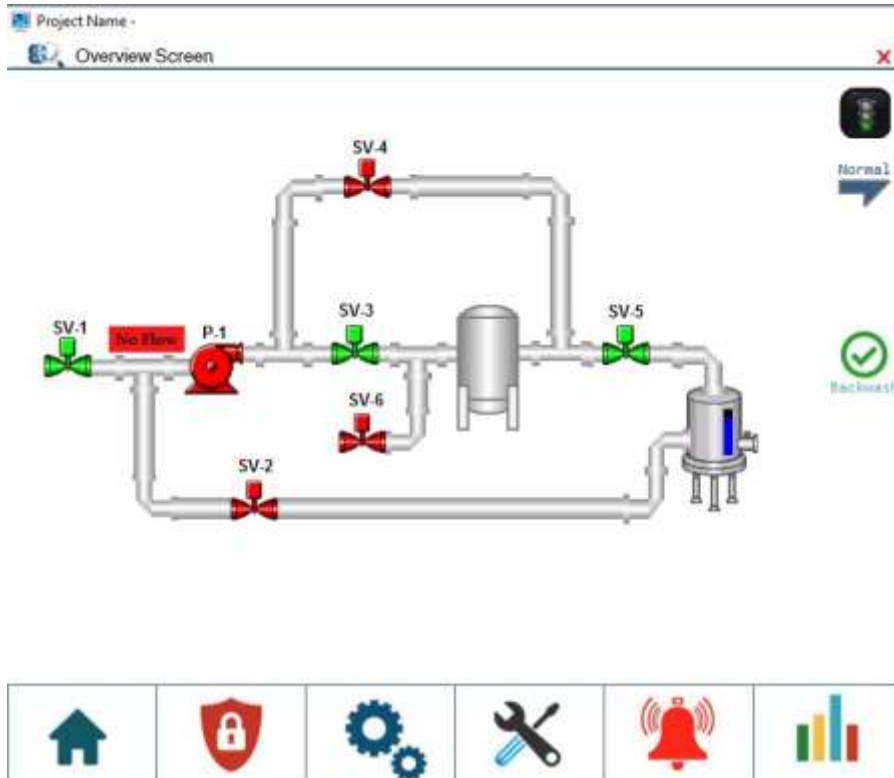 Project Name -
Overview Screen
SV-4
Normal
SV-3
SV-5
SV-1
No Flow
P-1
Backwash
SV-6
SV-2